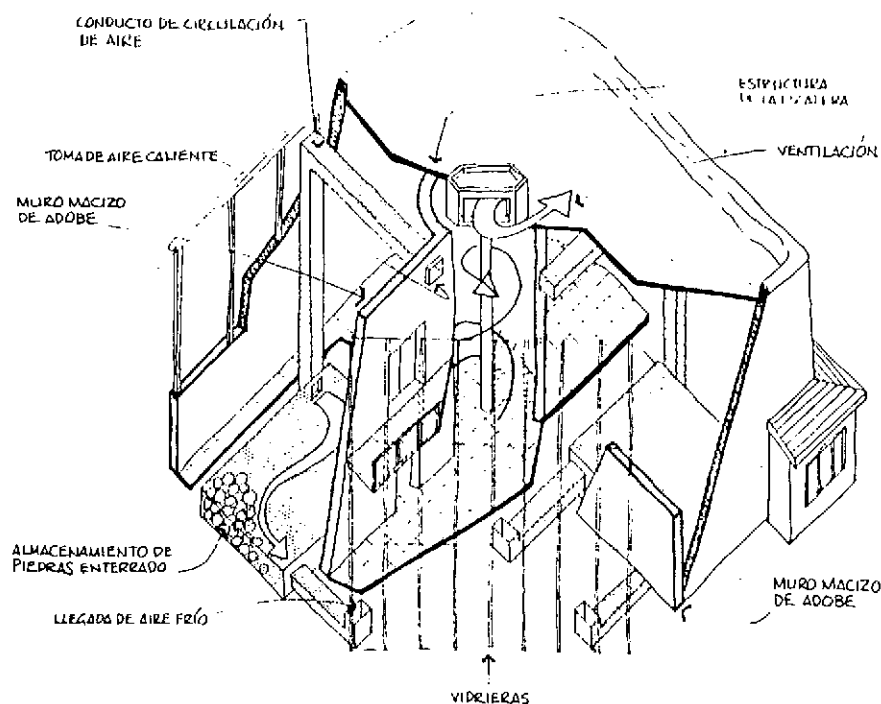 CONDUCTO DE CIRCULACIÓN
DE AIRE
ESTRUCTURA
DE LA ESCALERA
VENTILACIÓN
TOMA DE AIRE CALIENTE
MURO MACIZO
DE ADOBE
ALMACENAMIENTO DE
PIEDRAS ENTERRADO
LLEGADA DE AIRE FRÍO
MURO MACIZO
DE ADOBE
VIDRIERAS